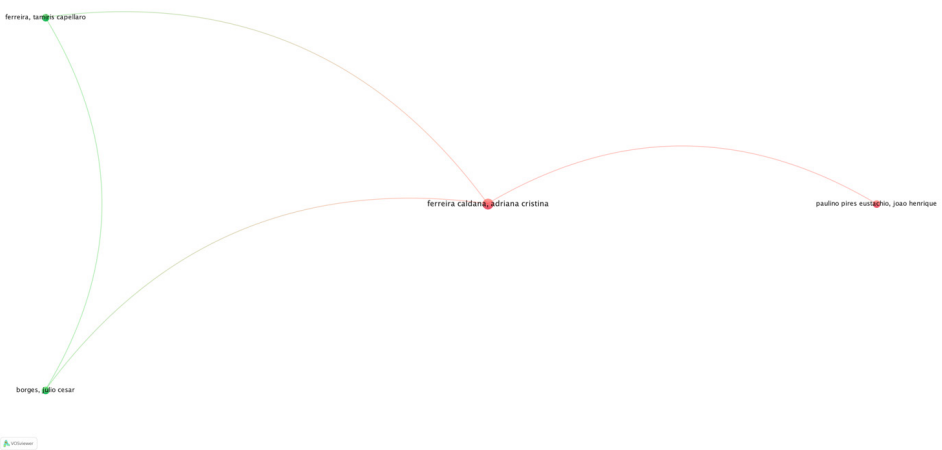 ferreira, tamiris capellaro
ferreira caldana, adriana cristina
paulino pires eustachio, joao henrique
borges, julio cesar
VOSviewer